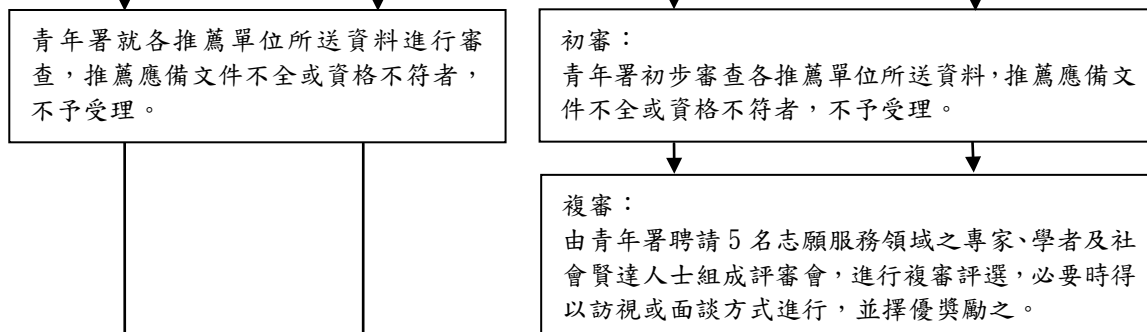 青年署就各推薦單位所送資料進行審
查，推薦應備文件不全或資格不符者，
不予受理。
初審：
青年署初步審查各推薦單位所送資料，推薦應備文
件不全或資格不符者，不予受理。
複審：
由青年署聘請 5 名志願服務領域之專家、學者及社
會賢達人士組成評審會，進行複審評選，必要時得
以訪視或面談方式進行，並擇優獎勵之。